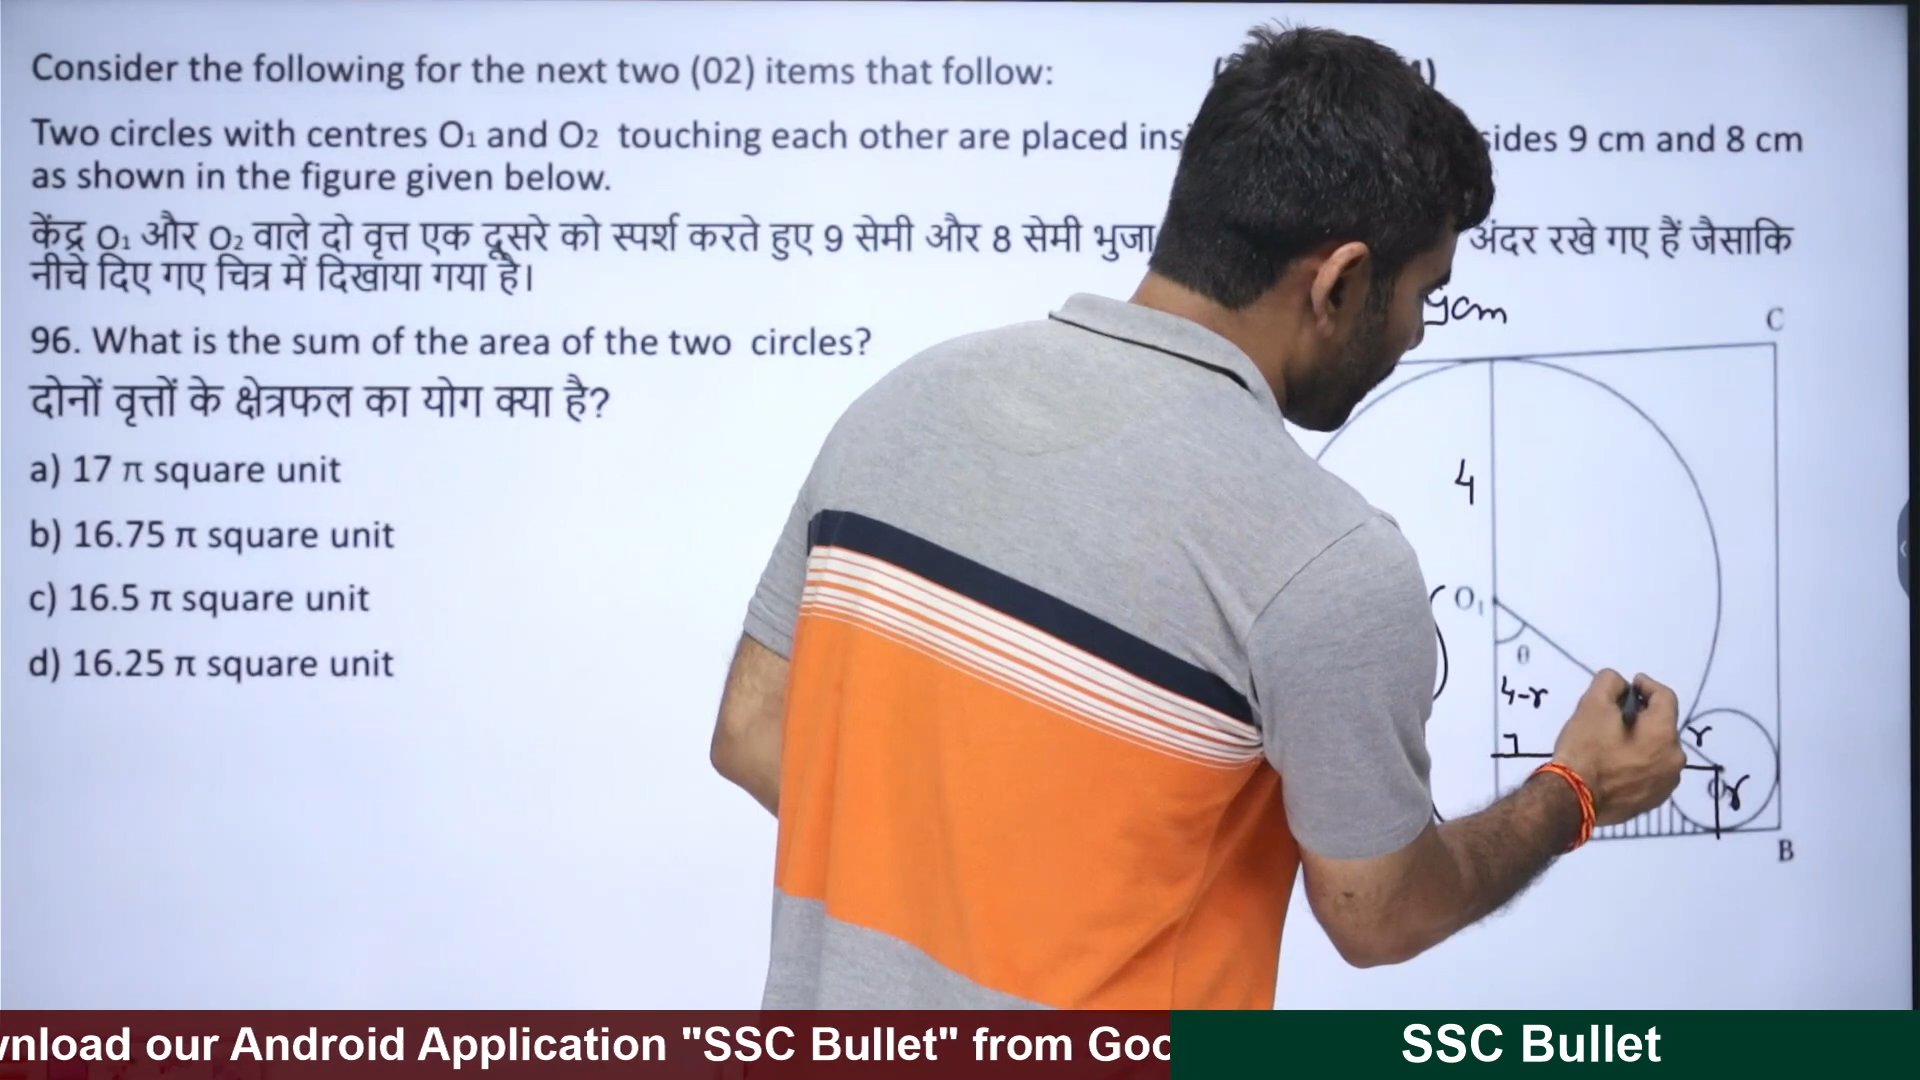 Consider the following for the next two (02) items that follow:
Two circles with centres O₁ and O₂ touching each other are placed ins sides 9 cm and 8 cm
as shown in the figure given below.
केंद्र O₁ और O₂ वाले दो वृत्त एक दूसरे को स्पर्श करते हुए 9 सेमी और 8 सेमी भुजा अंदर रखे गए हैं जैसाकि
नीचे दिए गए चित्र में दिखाया गया है।
96. What is the sum of the area of the two circles?
दोनों वृत्तों के क्षेत्रफल का योग क्या है?
a) 17 π square unit
b) 16.75 π square unit
c) 16.5 π square unit
d) 16.25 π square unit
9cm
C
4
O₁
θ
4-r
r
r
B
wnload our Android Application "SSC Bullet" from Goo
SSC Bullet